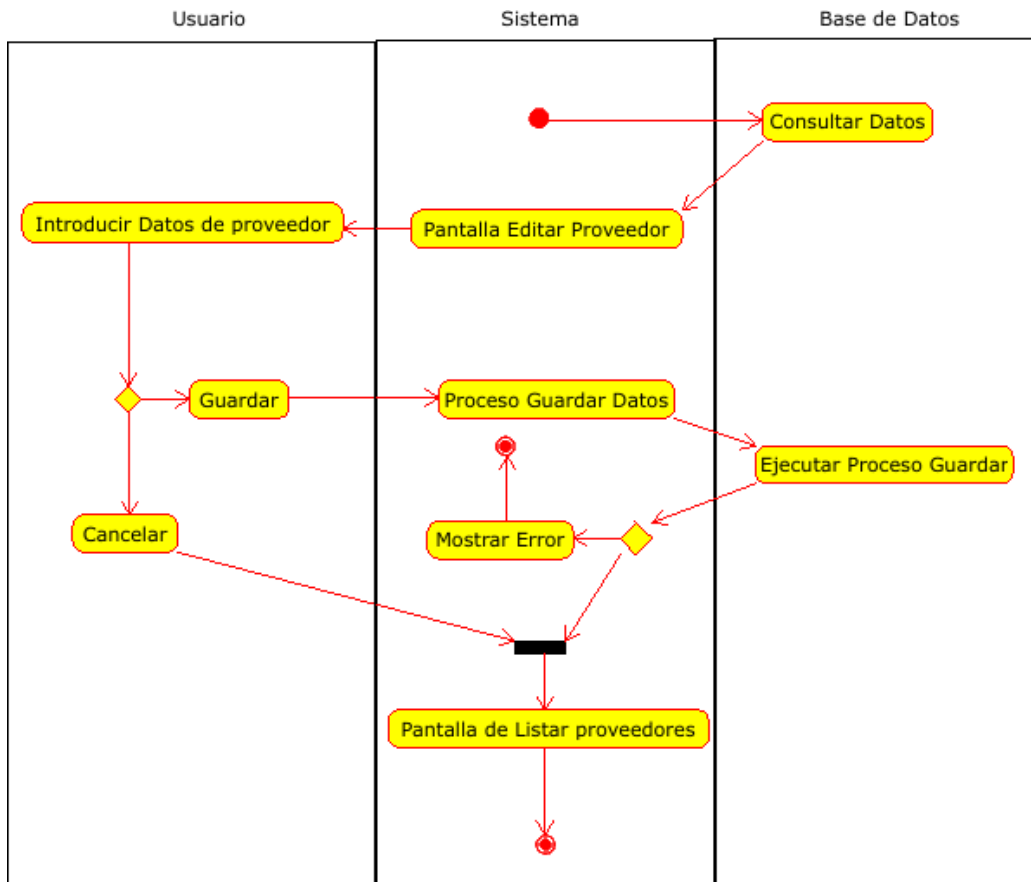 Usuario
Sistema
Base de Datos
Consultar Datos
Introducir Datos de proveedor
Pantalla Editar Proveedor
Guardar
Proceso Guardar Datos
Ejecutar Proceso Guardar
Cancelar
Mostrar Error
Pantalla de Listar proveedores